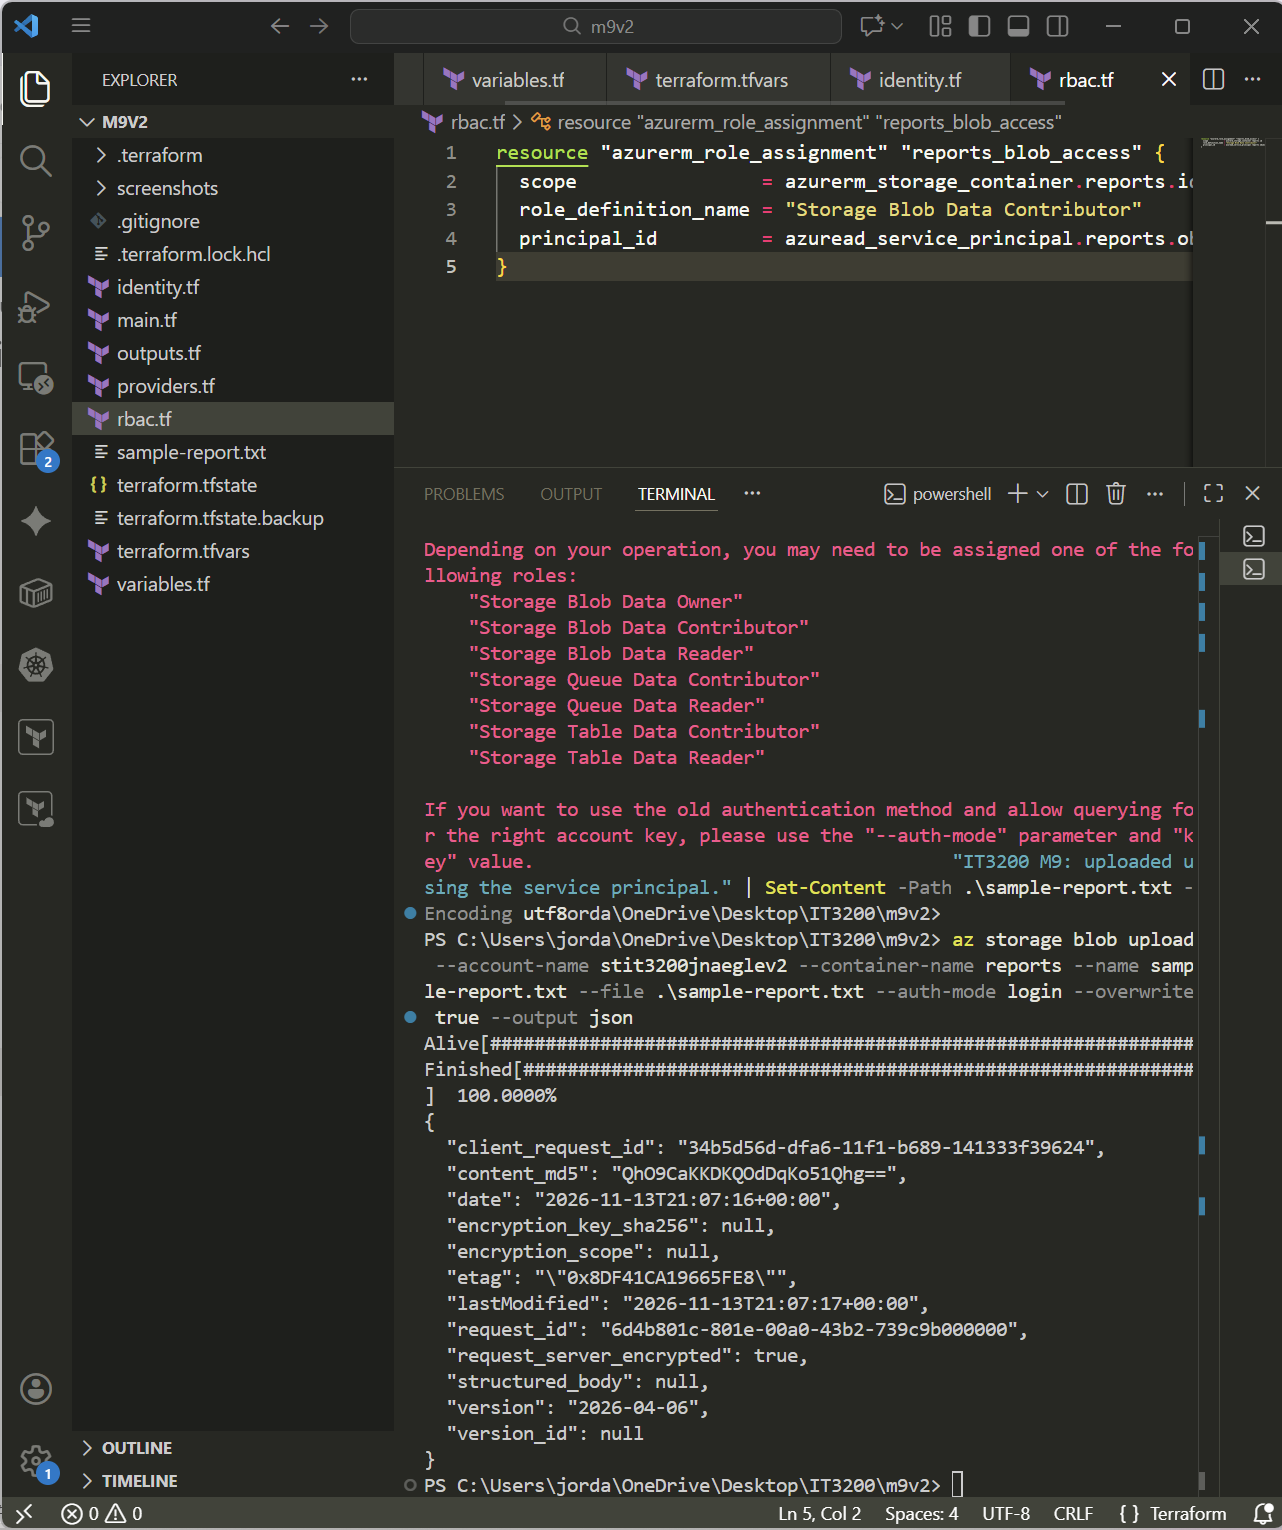 m9v2
EXPLORER
variables.tf
terraform.tfvars
identity.tf
rbac.tf
M9V2
.terraform
screenshots
.gitignore
.terraform.lock.hcl
identity.tf
main.tf
outputs.tf
providers.tf
rbac.tf
sample-report.txt
{} terraform.tfstate
terraform.tfstate.backup
terraform.tfvars
variables.tf
2
OUTLINE
TIMELINE
1
rbac.tf > resource "azurerm_role_assignment" "reports_blob_access"
1 resource "azurerm_role_assignment" "reports_blob_access" {
2 scope = azurerm_storage_container.reports.i
3 role_definition_name = "Storage Blob Data Contributor"
4 principal_id = azuread_service_principal.reports.o
5 }
PROBLEMS OUTPUT TERMINAL ...
powershell
Depending on your operation, you may need to be assigned one of the fo
llowing roles:
"Storage Blob Data Owner"
"Storage Blob Data Contributor"
"Storage Blob Data Reader"
"Storage Queue Data Contributor"
"Storage Queue Data Reader"
"Storage Table Data Contributor"
"Storage Table Data Reader"
If you want to use the old authentication method and allow querying fo
r the right account key, please use the "--auth-mode" parameter and "k
ey" value. "IT3200 M9: uploaded u
sing the service principal." | Set-Content -Path .\sample-report.txt -
Encoding utf8orda\OneDrive\Desktop\IT3200\m9v2>
PS C:\Users\jorda\OneDrive\Desktop\IT3200\m9v2> az storage blob upload
--account-name stit3200jnaeglev2 --container-name reports --name samp
le-report.txt --file .\sample-report.txt --auth-mode login --overwrite
true --output json
Alive[################################################################
Finished[#############################################################
] 100.0000%
{
"client_request_id": "34b5d56d-dfa6-11f1-b689-141333f39624",
"content_md5": "QhO9CaKKDKQOdDqKo51Qhg==",
"date": "2026-11-13T21:07:16+00:00",
"encryption_key_sha256": null,
"encryption_scope": null,
"etag": "\"0x8DF41CA19665FE8\"",
"lastModified": "2026-11-13T21:07:17+00:00",
"request_id": "6d4b801c-801e-00a0-43b2-739c9b000000",
"request_server_encrypted": true,
"structured_body": null,
"version": "2026-04-06",
"version_id": null
}
PS C:\Users\jorda\OneDrive\Desktop\IT3200\m9v2>
0 0 Ln 5, Col 2 Spaces: 4 UTF-8 CRLF {} Terraform